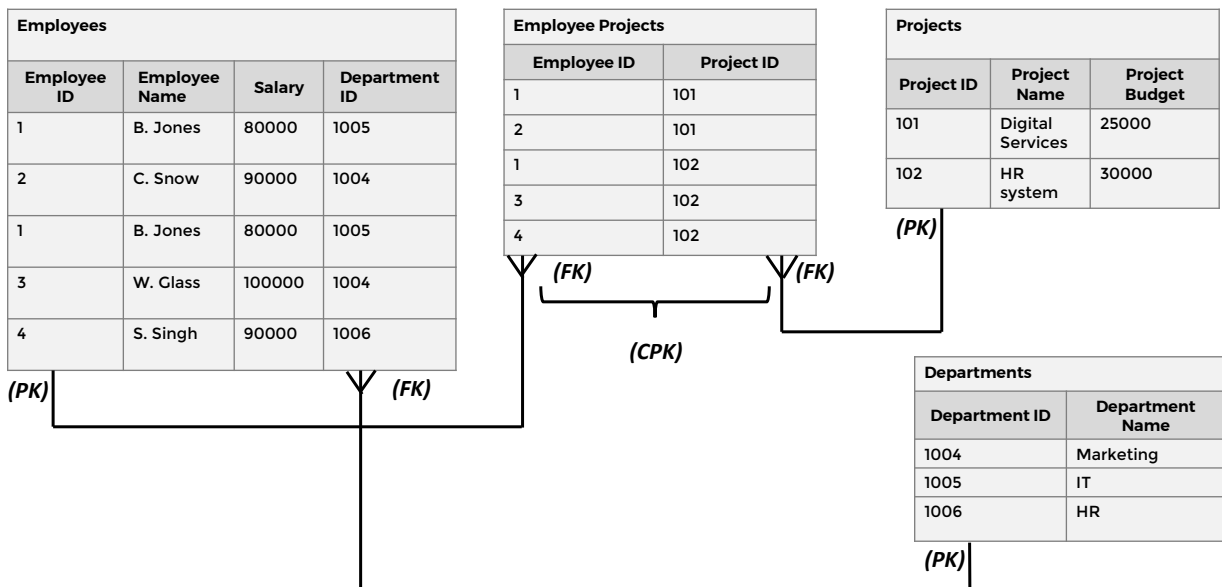 Employees
Employee ID Employee Name Salary Department ID
1 B. Jones 80000 1005
2 C. Snow 90000 1004
1 B. Jones 80000 1005
3 W. Glass 100000 1004
4 S. Singh 90000 1006
(PK) (FK)
Employee Projects
Employee ID Project ID
1 101
2 101
1 102
3 102
4 102
(FK) (FK)
(CPK)
Projects
Project ID Project Name Project Budget
101 Digital Services 25000
102 HR system 30000
(PK)
Departments
Department ID Department Name
1004 Marketing
1005 IT
1006 HR
(PK)